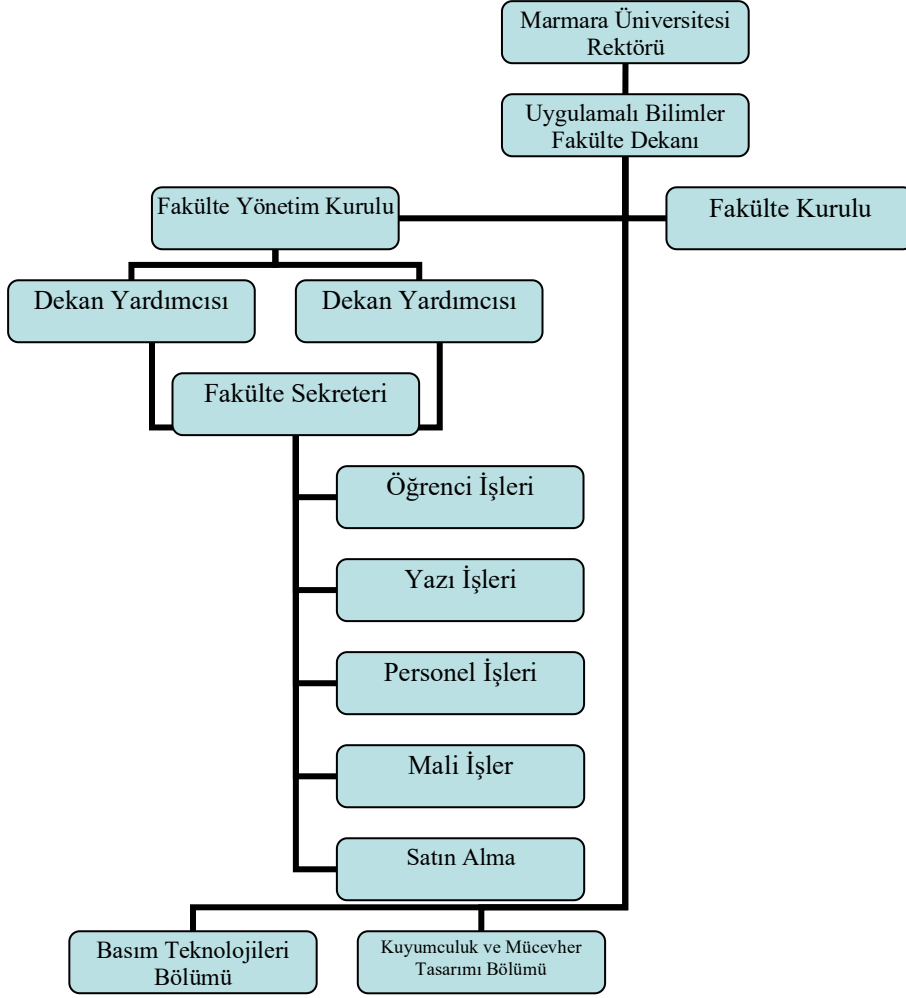 Marmara Üniversitesi
Rektörü
Uygulamalı Bilimler
Fakülte Dekanı
Fakülte Yönetim Kurulu
Fakülte Kurulu
Dekan Yardımcısı
Dekan Yardımcısı
Fakülte Sekreteri
Öğrenci İşleri
Yazı İşleri
Personel İşleri
Mali İşler
Satın Alma
Basım Teknolojileri
Bölümü
Kuyumculuk ve Mücevher
Tasarımı Bölümü